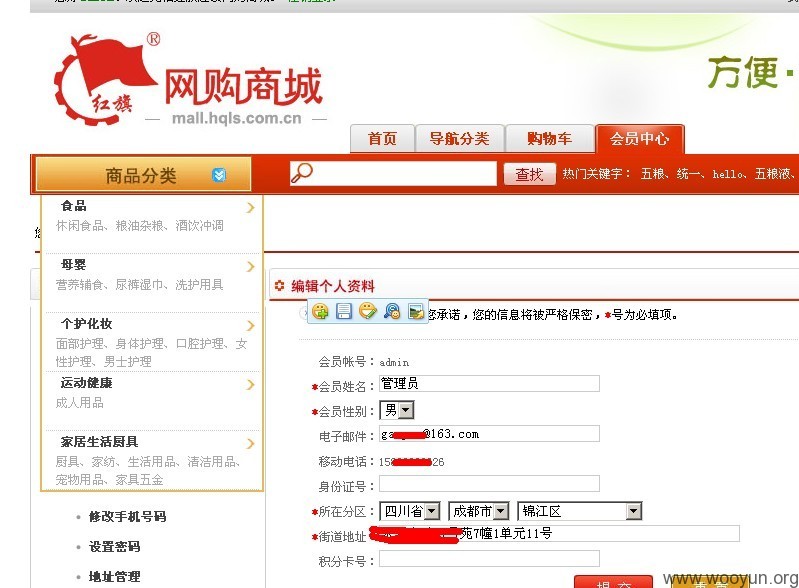 红旗
®
网购商城
mall.hqls.com.cn
方便·
首页
导航分类
购物车
会员中心
商品分类
查找
热门关键字： 五粮、统一、hello、五粮液、
食品
休闲食品、粮油杂粮、酒饮冲调
母婴
营养辅食、尿裤湿巾、洗护用具
个护化妆
面部护理、身体护理、口腔护理、女
性护理、男士护理
运动健康
成人用品
家居生活厨具
厨具、家纺、生活用品、清洁用品、
宠物用品、家具五金
修改手机号码
设置密码
地址管理
编辑个人资料
您承诺，您的信息将被严格保密，*号为必填项。
会员帐号： admin
*会员姓名： 管理员
*会员性别： 男
电子邮件： ga @163.com
移动电话： 15 26
身份证号：
*所在分区： 四川省 成都市 锦江区
*街道地址 苑7幢1单元11号
积分卡号：
提 交
重 置
www.wooyun.org